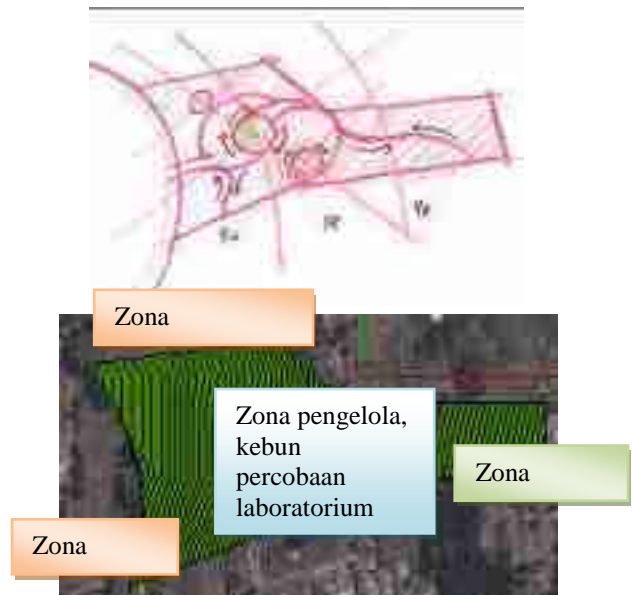 Zona
Zona pengelola,
kebun
percobaan
laboratorium
Zona
Zona